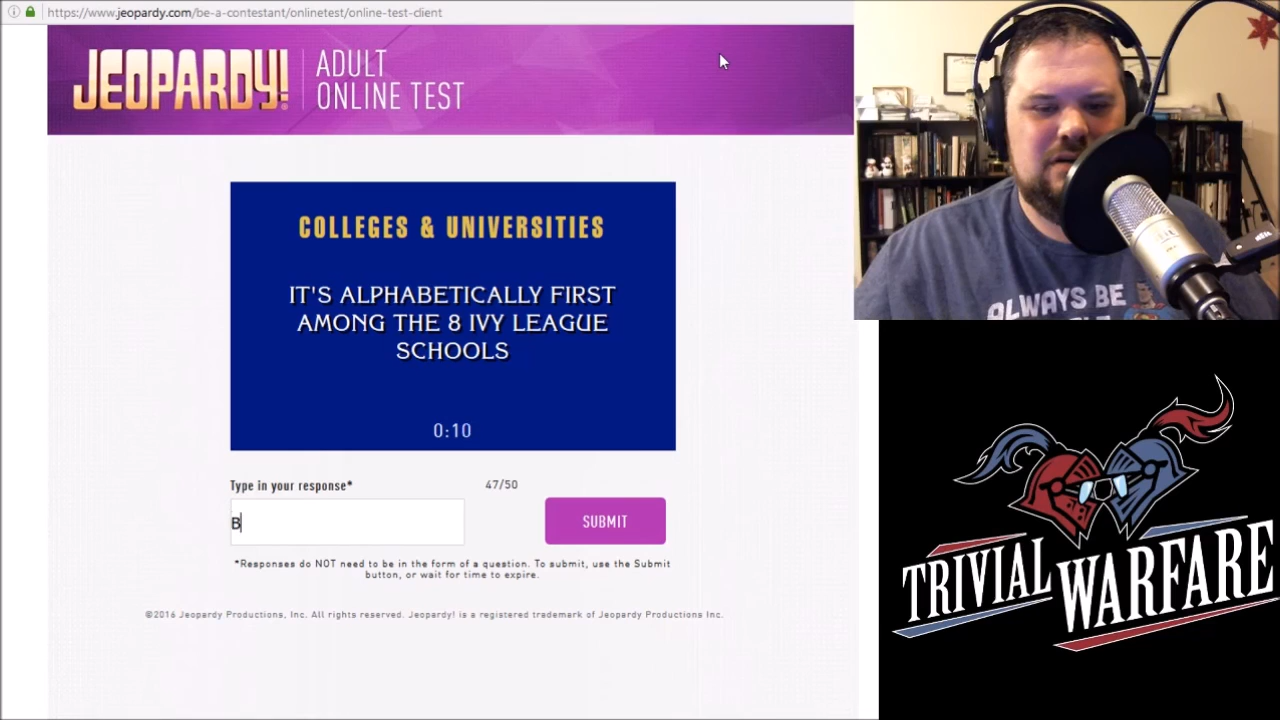 https://www.jeopardy.com/be-a-contestant/onlinetest/online-test-client
JEOPARDY!
ADULT
ONLINE TEST
COLLEGES & UNIVERSITIES
IT'S ALPHABETICALLY FIRST
AMONG THE 8 IVY LEAGUE
SCHOOLS
0:10
Type in your response*
47/50
B
SUBMIT
*Responses do NOT need to be in the form of a question. To submit, use the Submit
button, or wait for time to expire.
©2016 Jeopardy Productions, Inc. All rights reserved. Jeopardy! is a registered trademark of Jeopardy Productions Inc.
ALWAYS BE
TRIVIAL
WARFARE